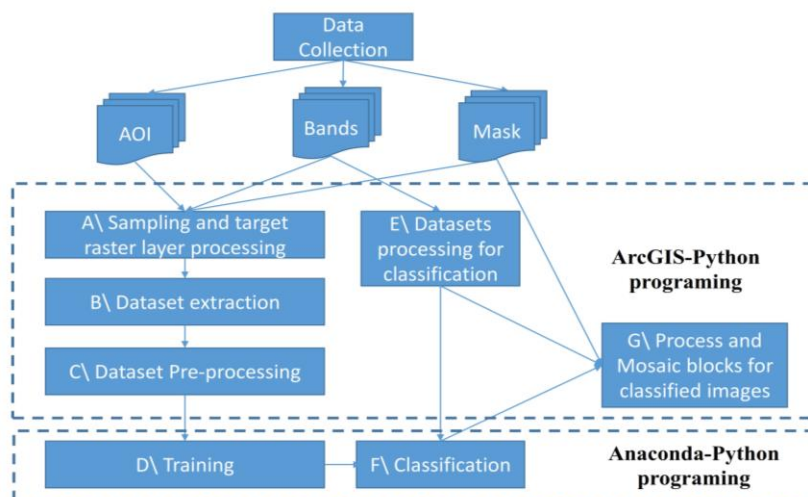 Data
Collection
AOI
Bands
Mask
A\ Sampling and target
raster layer processing
E\ Datasets
processing for
classification
ArcGIS-Python
programing
B\ Dataset extraction
G\ Process and
Mosaic blocks for
classified images
C\ Dataset Pre-processing
D\ Training
F\ Classification
Anaconda-Python
programing